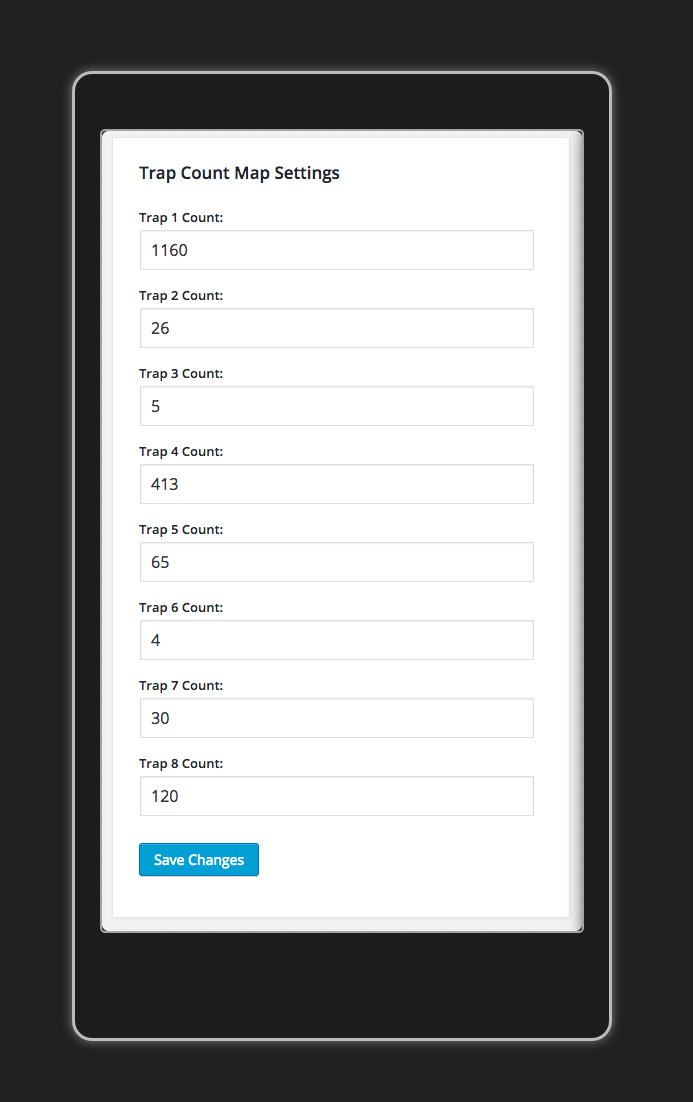 Trap Count Map Settings
Trap 1 Count:
1160
Trap 2 Count:
26
Trap 3 Count:
5
Trap 4 Count:
413
Trap 5 Count:
65
Trap 6 Count:
4
Trap 7 Count:
30
Trap 8 Count:
120
Save Changes